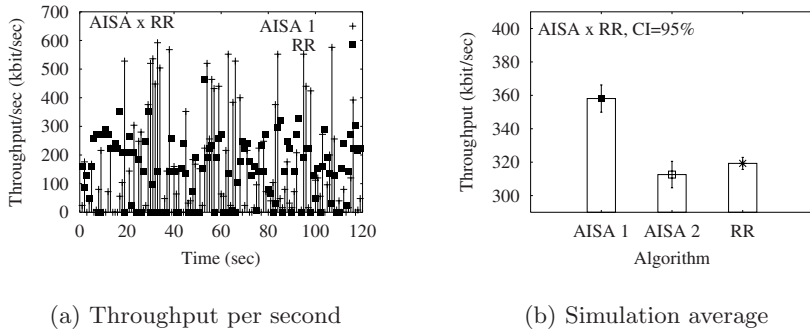 AISA x RR
AISA 1
RR
Throughput/sec (kbit/sec)
700
600
500
400
300
200
100
0
0 20 40 60 80 100 120
Time (sec)
(a) Throughput per second
AISA x RR, CI=95%
Throughput (kbit/sec)
400
380
360
340
320
300
AISA 1 AISA 2 RR
Algorithm
(b) Simulation average